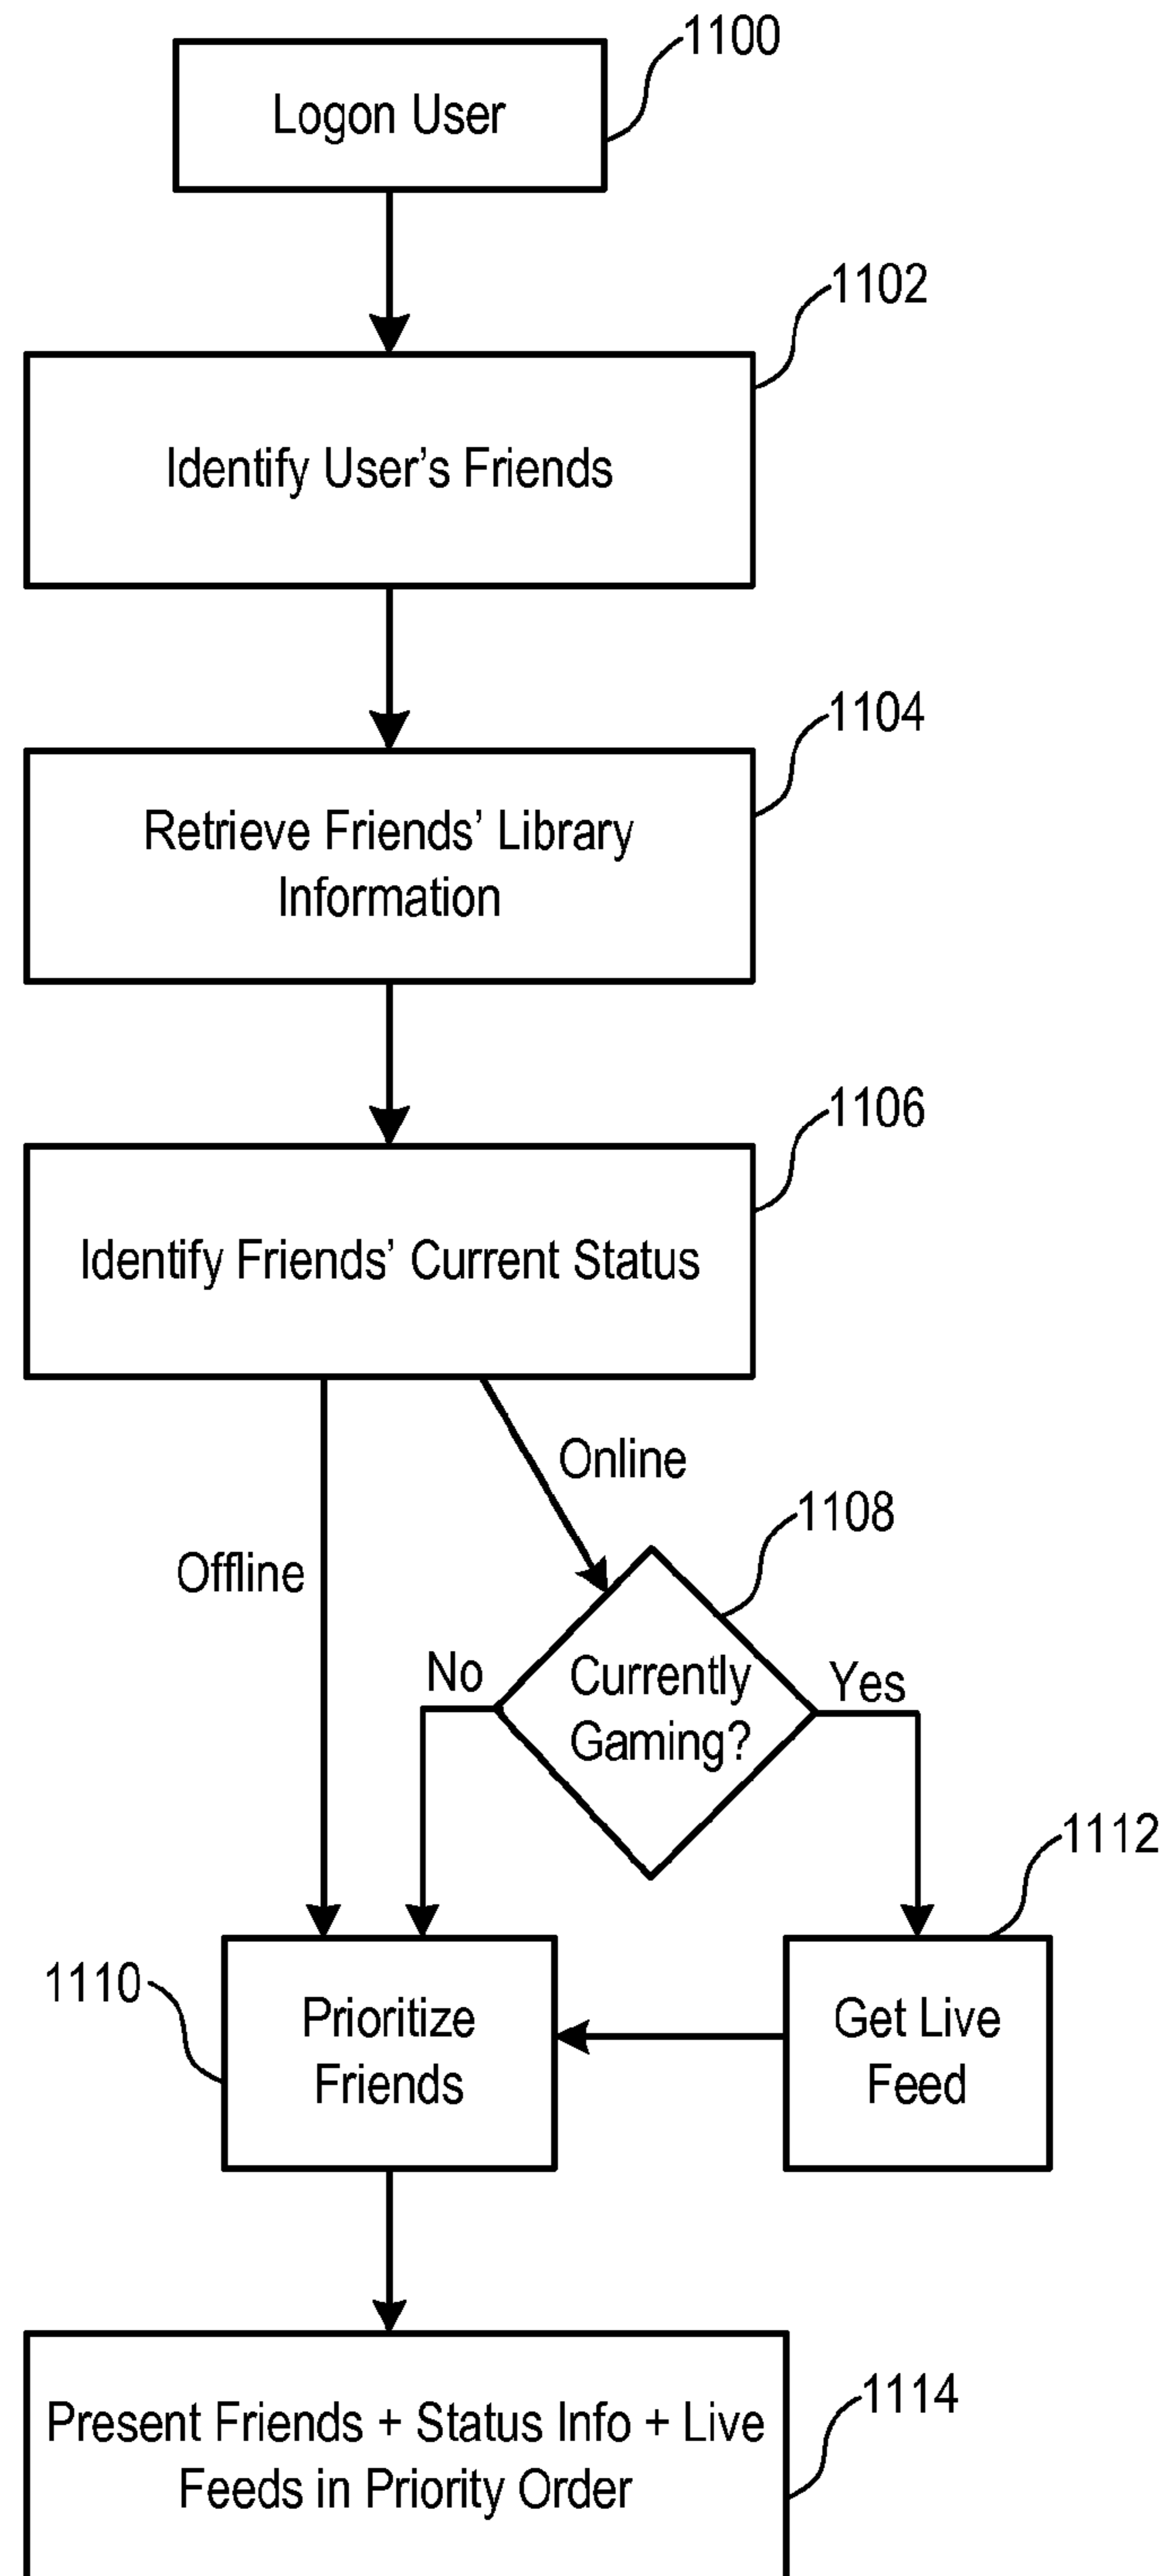 1100
Logon User
1102
Identify User's Friends
1104
Retrieve Friends' Library
Information
1106
Identify Friends' Current Status
Online
1108
Offline
No
Currently
Gaming?
Yes
1112
1110
Prioritize
Friends
Get Live
Feed
1114
Present Friends + Status Info + Live
Feeds in Priority Order